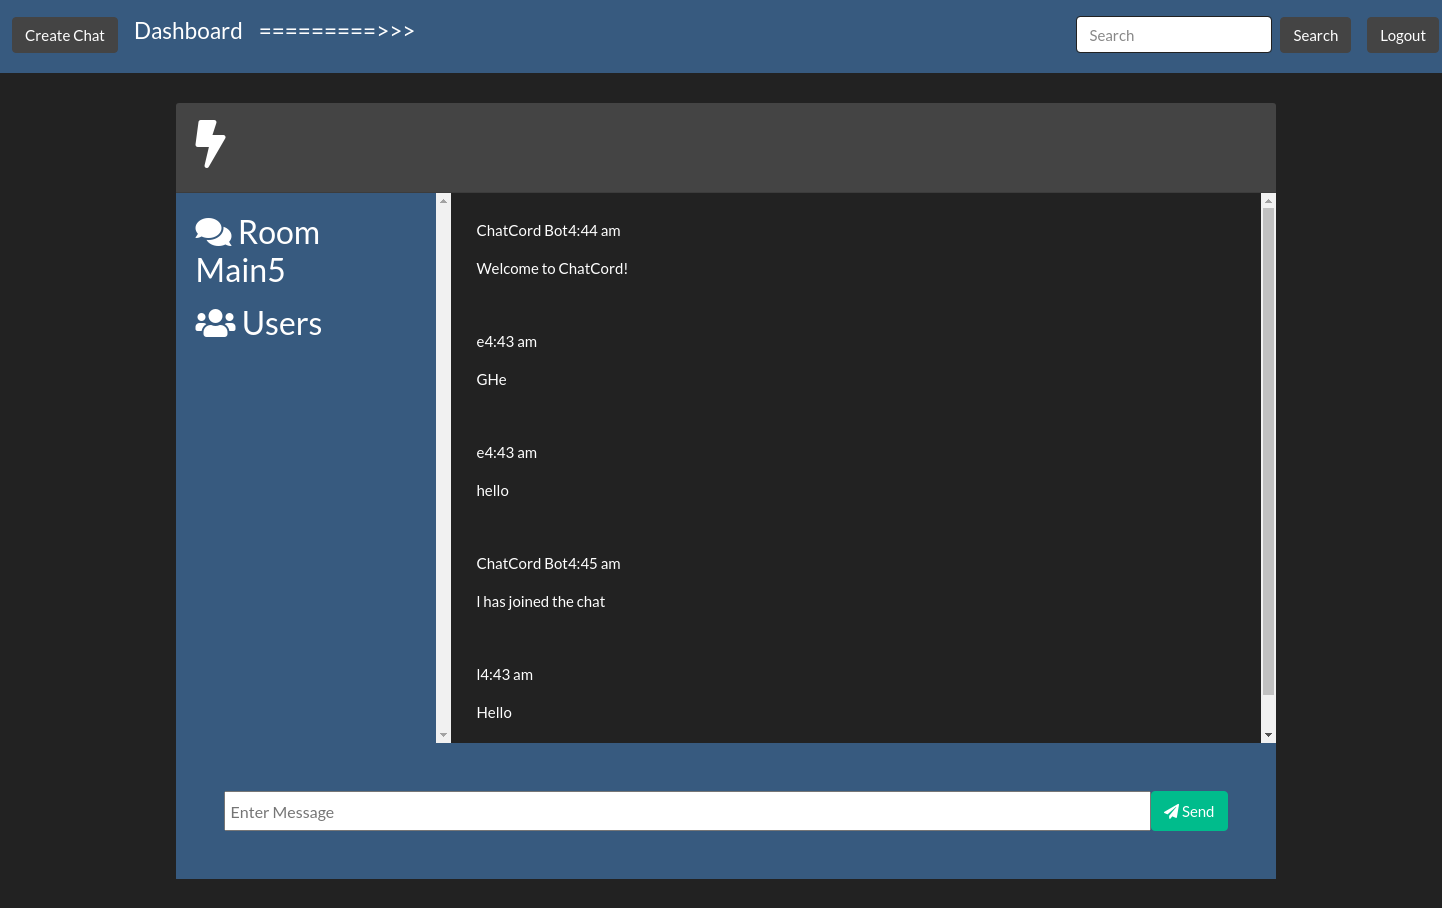 Create Chat
Dashboard =========>>>
Search
Search
Logout
Room
Main5
Users
ChatCord Bot4:44 am
Welcome to ChatCord!
e4:43 am
GHe
e4:43 am
hello
ChatCord Bot4:45 am
I has joined the chat
I4:43 am
Hello
Enter Message
Send